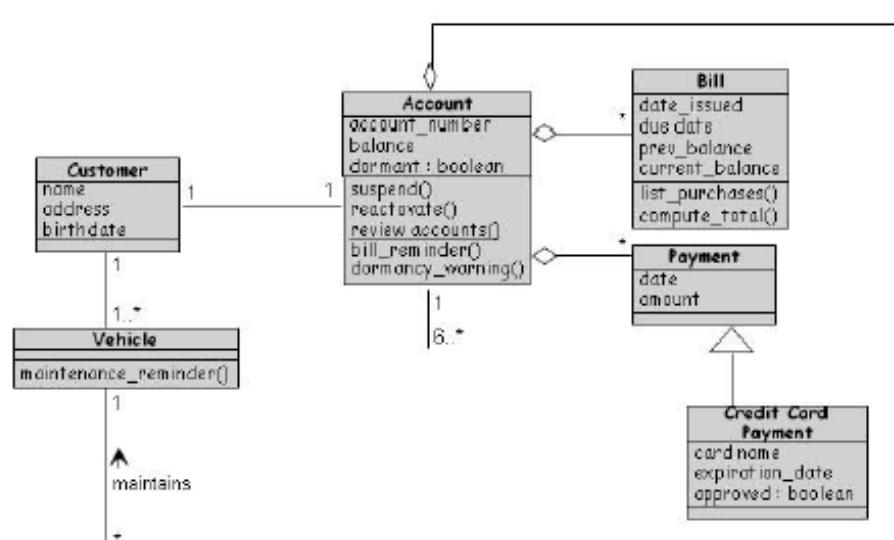 Account
account_number
balance
dormant : boolean
suspend()
reactovate()
review accounts()
bill_reminder()
dormancy_warning()
Bill
date_issued
due date
prev_balance
current_balance
list_purchases()
compute_total()
*
Customer
name
address
birthdate
1
1
*
Payment
date
amount
1
1..*
1
6..*
Vehicle
maintenance_reminder()
1
maintains
*
Credit Card
Payment
card name
expiration_date
approved : boolean